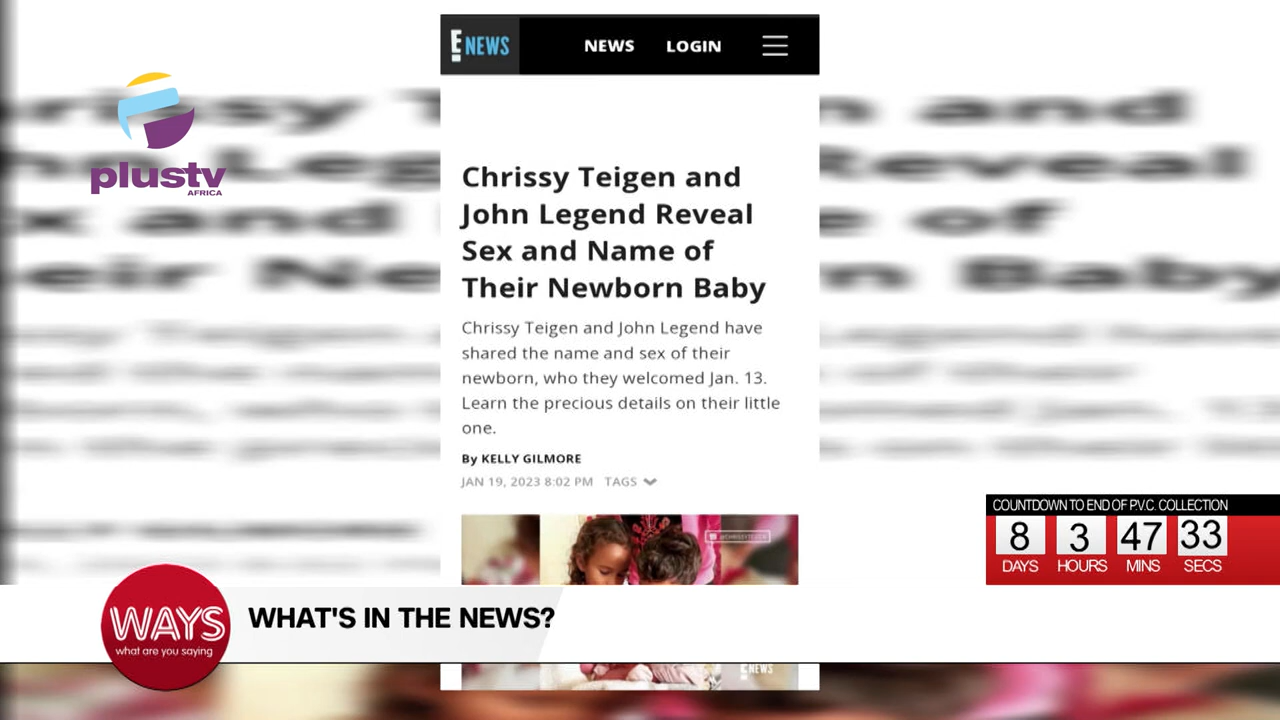 E!
NEWS
NEWS
LOGIN
plustv
AFRICA
Chrissy Teigen and
John Legend Reveal
Sex and Name of
Their Newborn Baby
Chrissy Teigen and John Legend have
shared the name and sex of their
newborn, who they welcomed Jan. 13.
Learn the precious details on their little
one.
By KELLY GILMORE
JAN 19, 2023 8:02 PM TAGS
COUNTDOWN TO END OF P.V.C. COLLECTION
8 3 47 33
DAYS HOURS MINS SECS
WAYS
what are you saying
WHAT'S IN THE NEWS?
E! NEWS